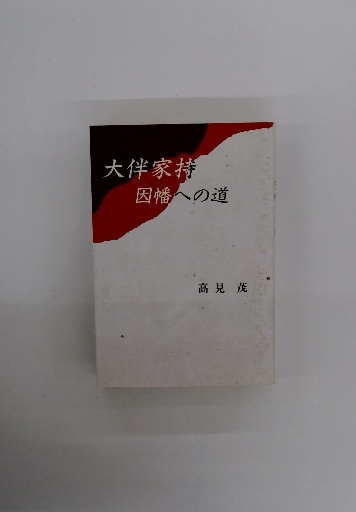 大伴家持
因幡への道
高見 茂